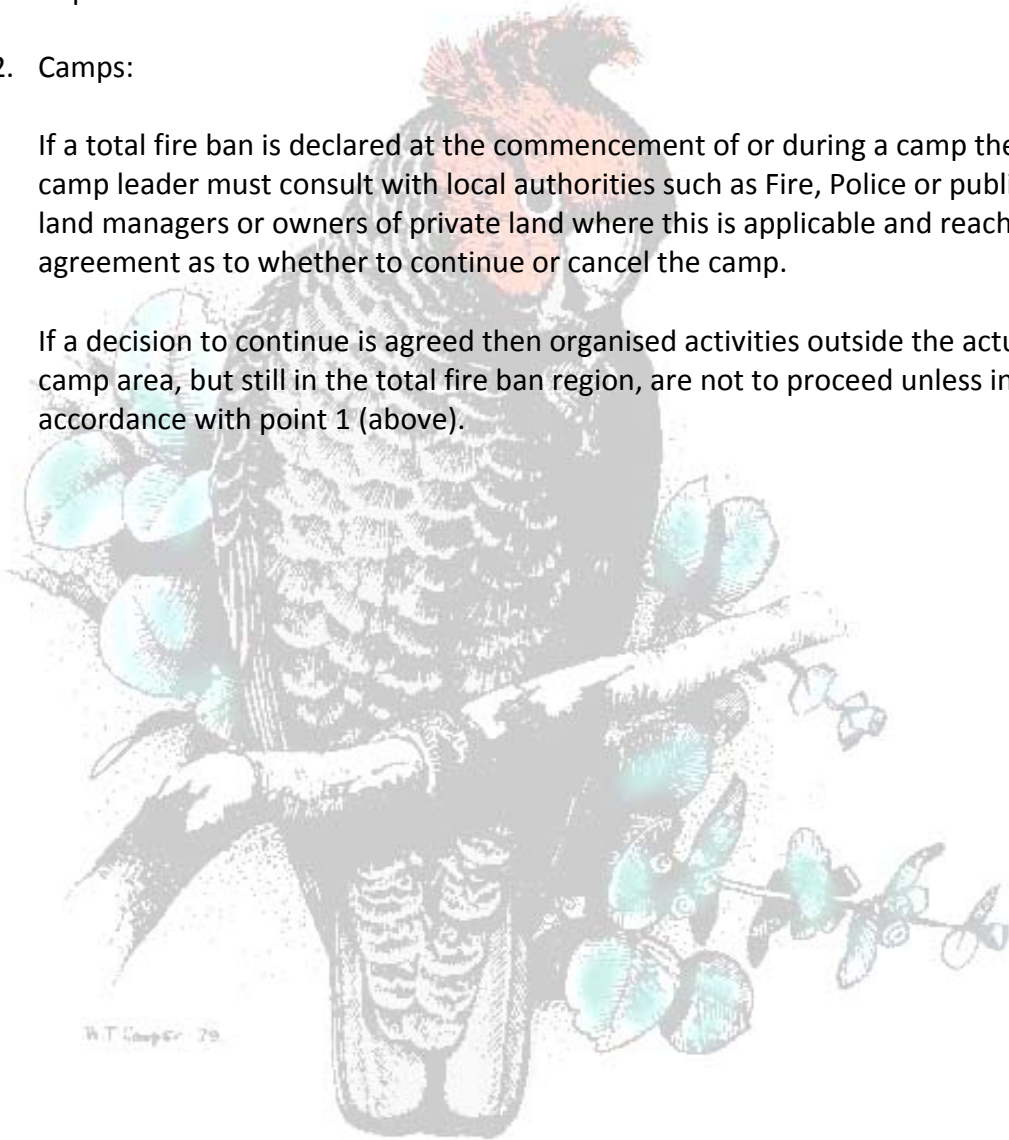 2. Camps:
If a total fire ban is declared at the commencement of or during a camp the
camp leader must consult with local authorities such as Fire, Police or publi
land managers or owners of private land where this is applicable and reach
agreement as to whether to continue or cancel the camp.
If a decision to continue is agreed then organised activities outside the actu
camp area, but still in the total fire ban region, are not to proceed unless in
accordance with point 1 (above).
W.T. Cooper 79